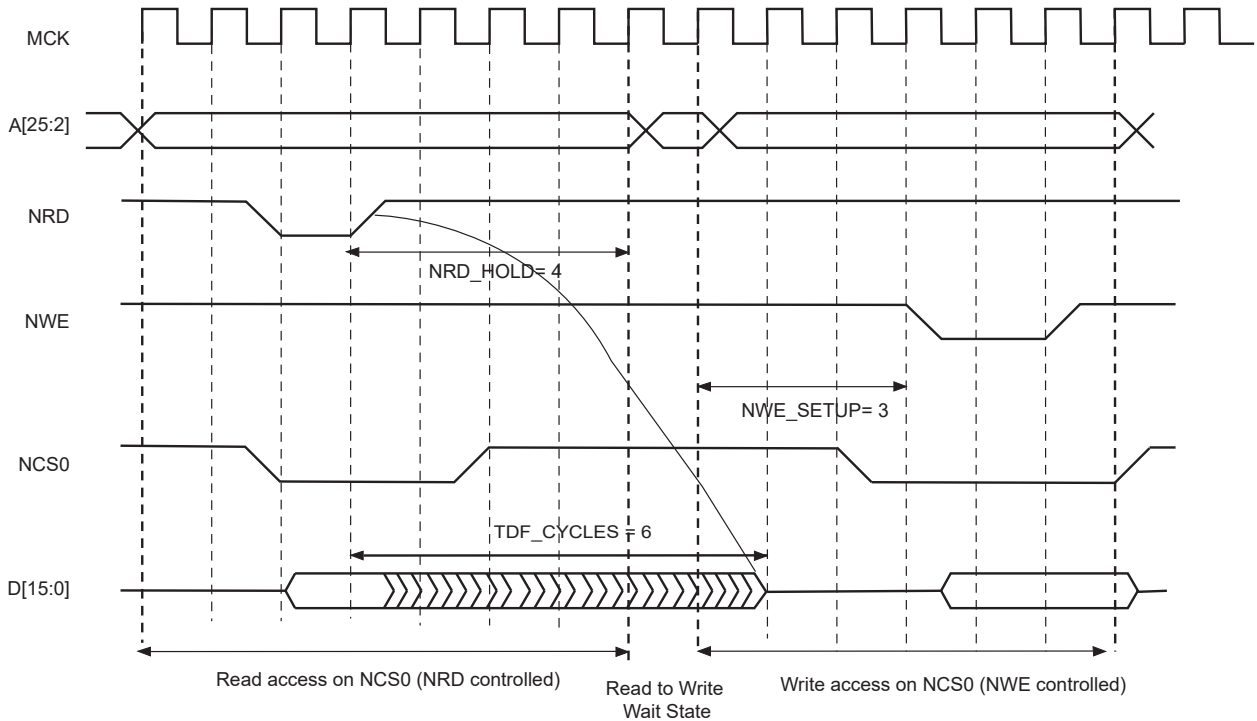 MCK
A[25:2]
NRD
NRD_HOLD= 4
NWE
NWE_SETUP= 3
NCS0
TDF_CYCLES = 6
D[15:0]
Read access on NCS0 (NRD controlled)
Read to Write
Wait State
Write access on NCS0 (NWE controlled)